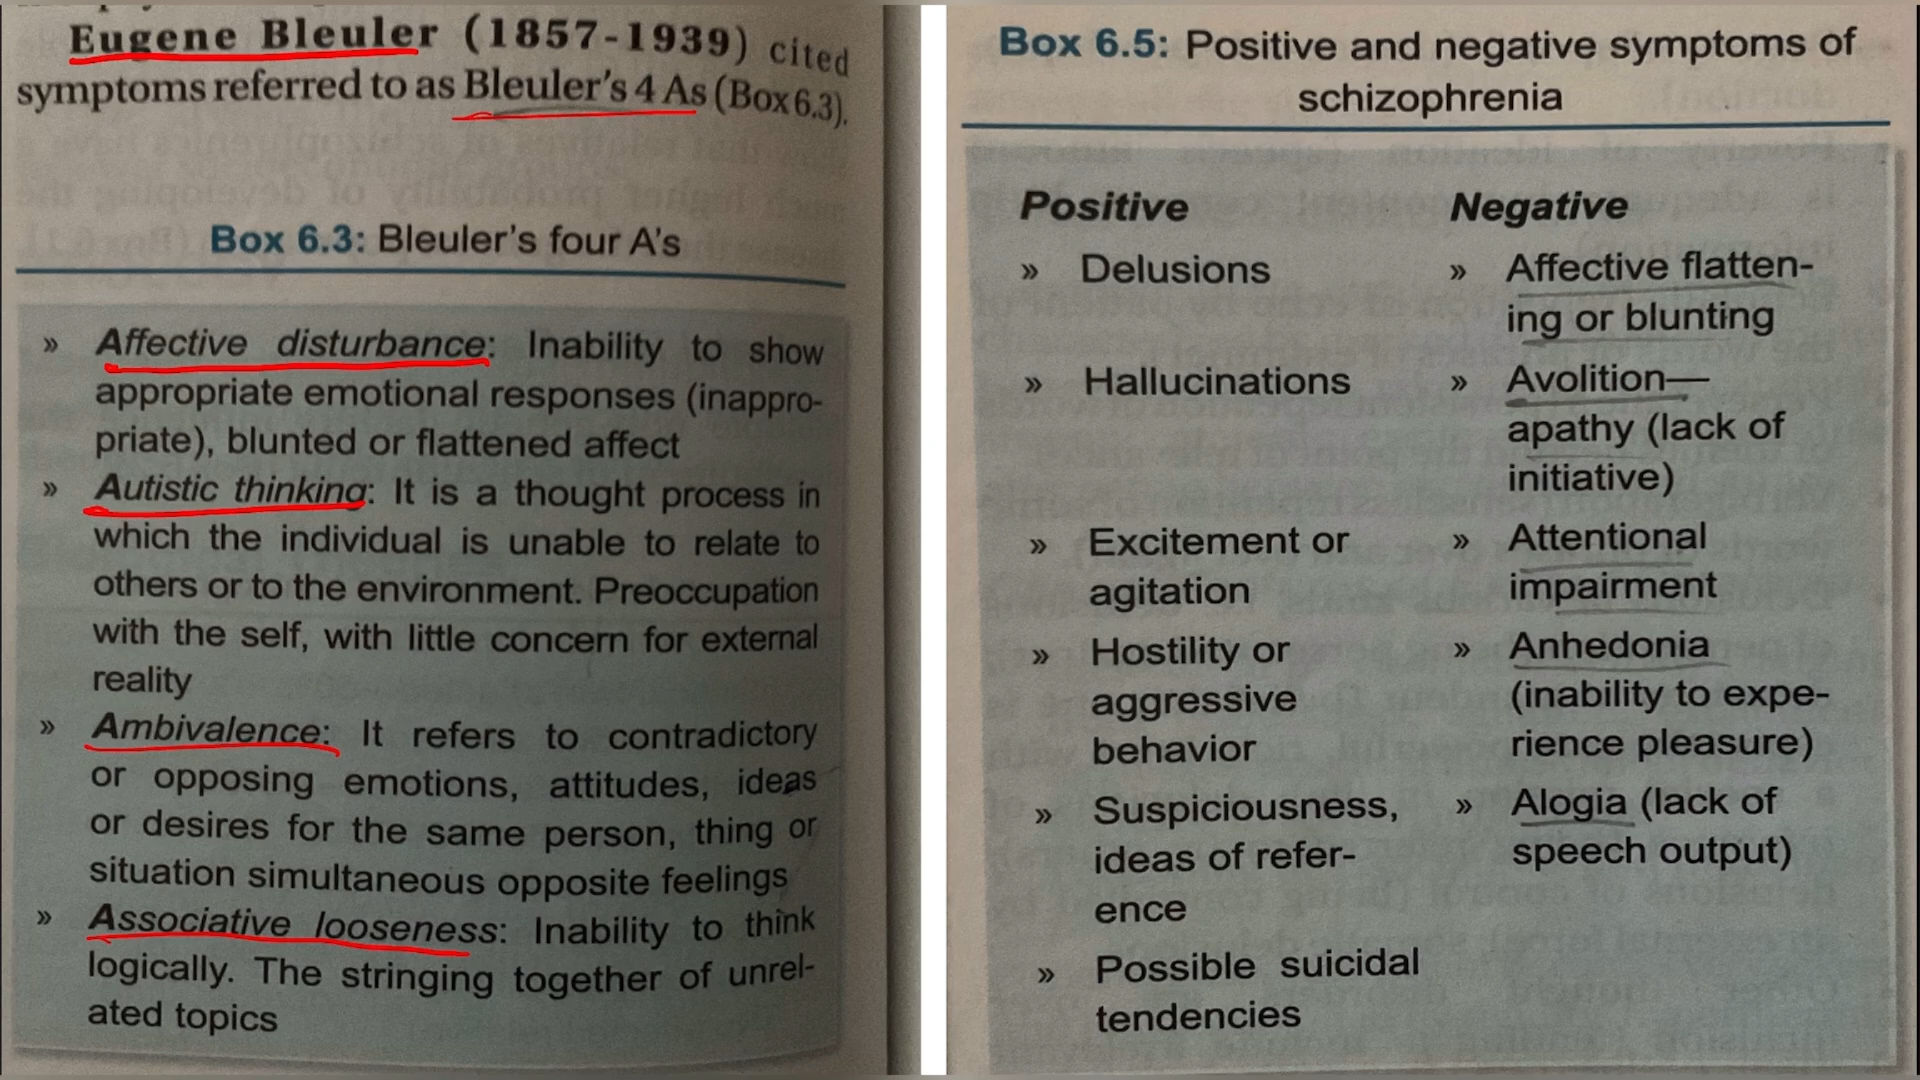 Eugene Bleuler (1857-1939) cited
symptoms referred to as Bleuler's 4 As (Box 6.3).
Box 6.3: Bleuler's four A's
» Affective disturbance: Inability to show
appropriate emotional responses (inappro-
priate), blunted or flattened affect
» Autistic thinking: It is a thought process in
which the individual is unable to relate to
others or to the environment. Preoccupation
with the self, with little concern for external
reality
» Ambivalence: It refers to contradictory
or opposing emotions, attitudes, ideas
or desires for the same person, thing or
situation simultaneous opposite feelings
» Associative looseness: Inability to think
logically. The stringing together of unrel-
ated topics
Box 6.5: Positive and negative symptoms of
schizophrenia
Positive
» Delusions
» Hallucinations
» Excitement or
agitation
» Hostility or
aggressive
behavior
» Suspiciousness,
ideas of refer-
ence
» Possible suicidal
tendencies
Negative
» Affective flatten-
ing or blunting
» Avolition—
apathy (lack of
initiative)
» Attentional
impairment
» Anhedonia
(inability to expe-
rience pleasure)
» Alogia (lack of
speech output)